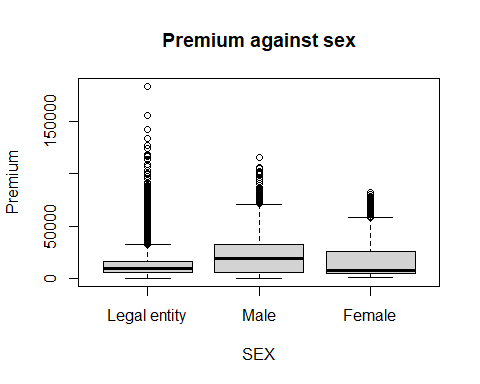 Premium against sex
150000
50000
0
Premium
Legal entity Male Female
SEX